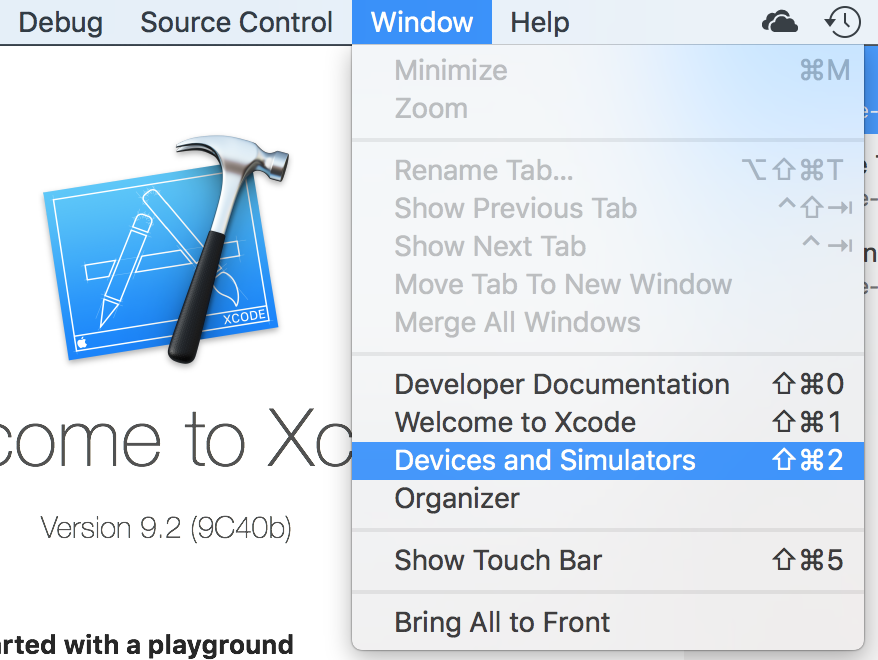 Debug Source Control Window Help
Minimize ⌘M
Zoom
Rename Tab... ⌥⇧⌘T
Show Previous Tab ^⇧⇥
Show Next Tab ^⇥
Move Tab To New Window
Merge All Windows
Developer Documentation ⇧⌘0
Welcome to Xcode ⇧⌘1
Devices and Simulators ⇧⌘2
Organizer
Show Touch Bar ⇧⌘5
Bring All to Front
XCODE
come to Xc
Version 9.2 (9C40b)
arted with a playground